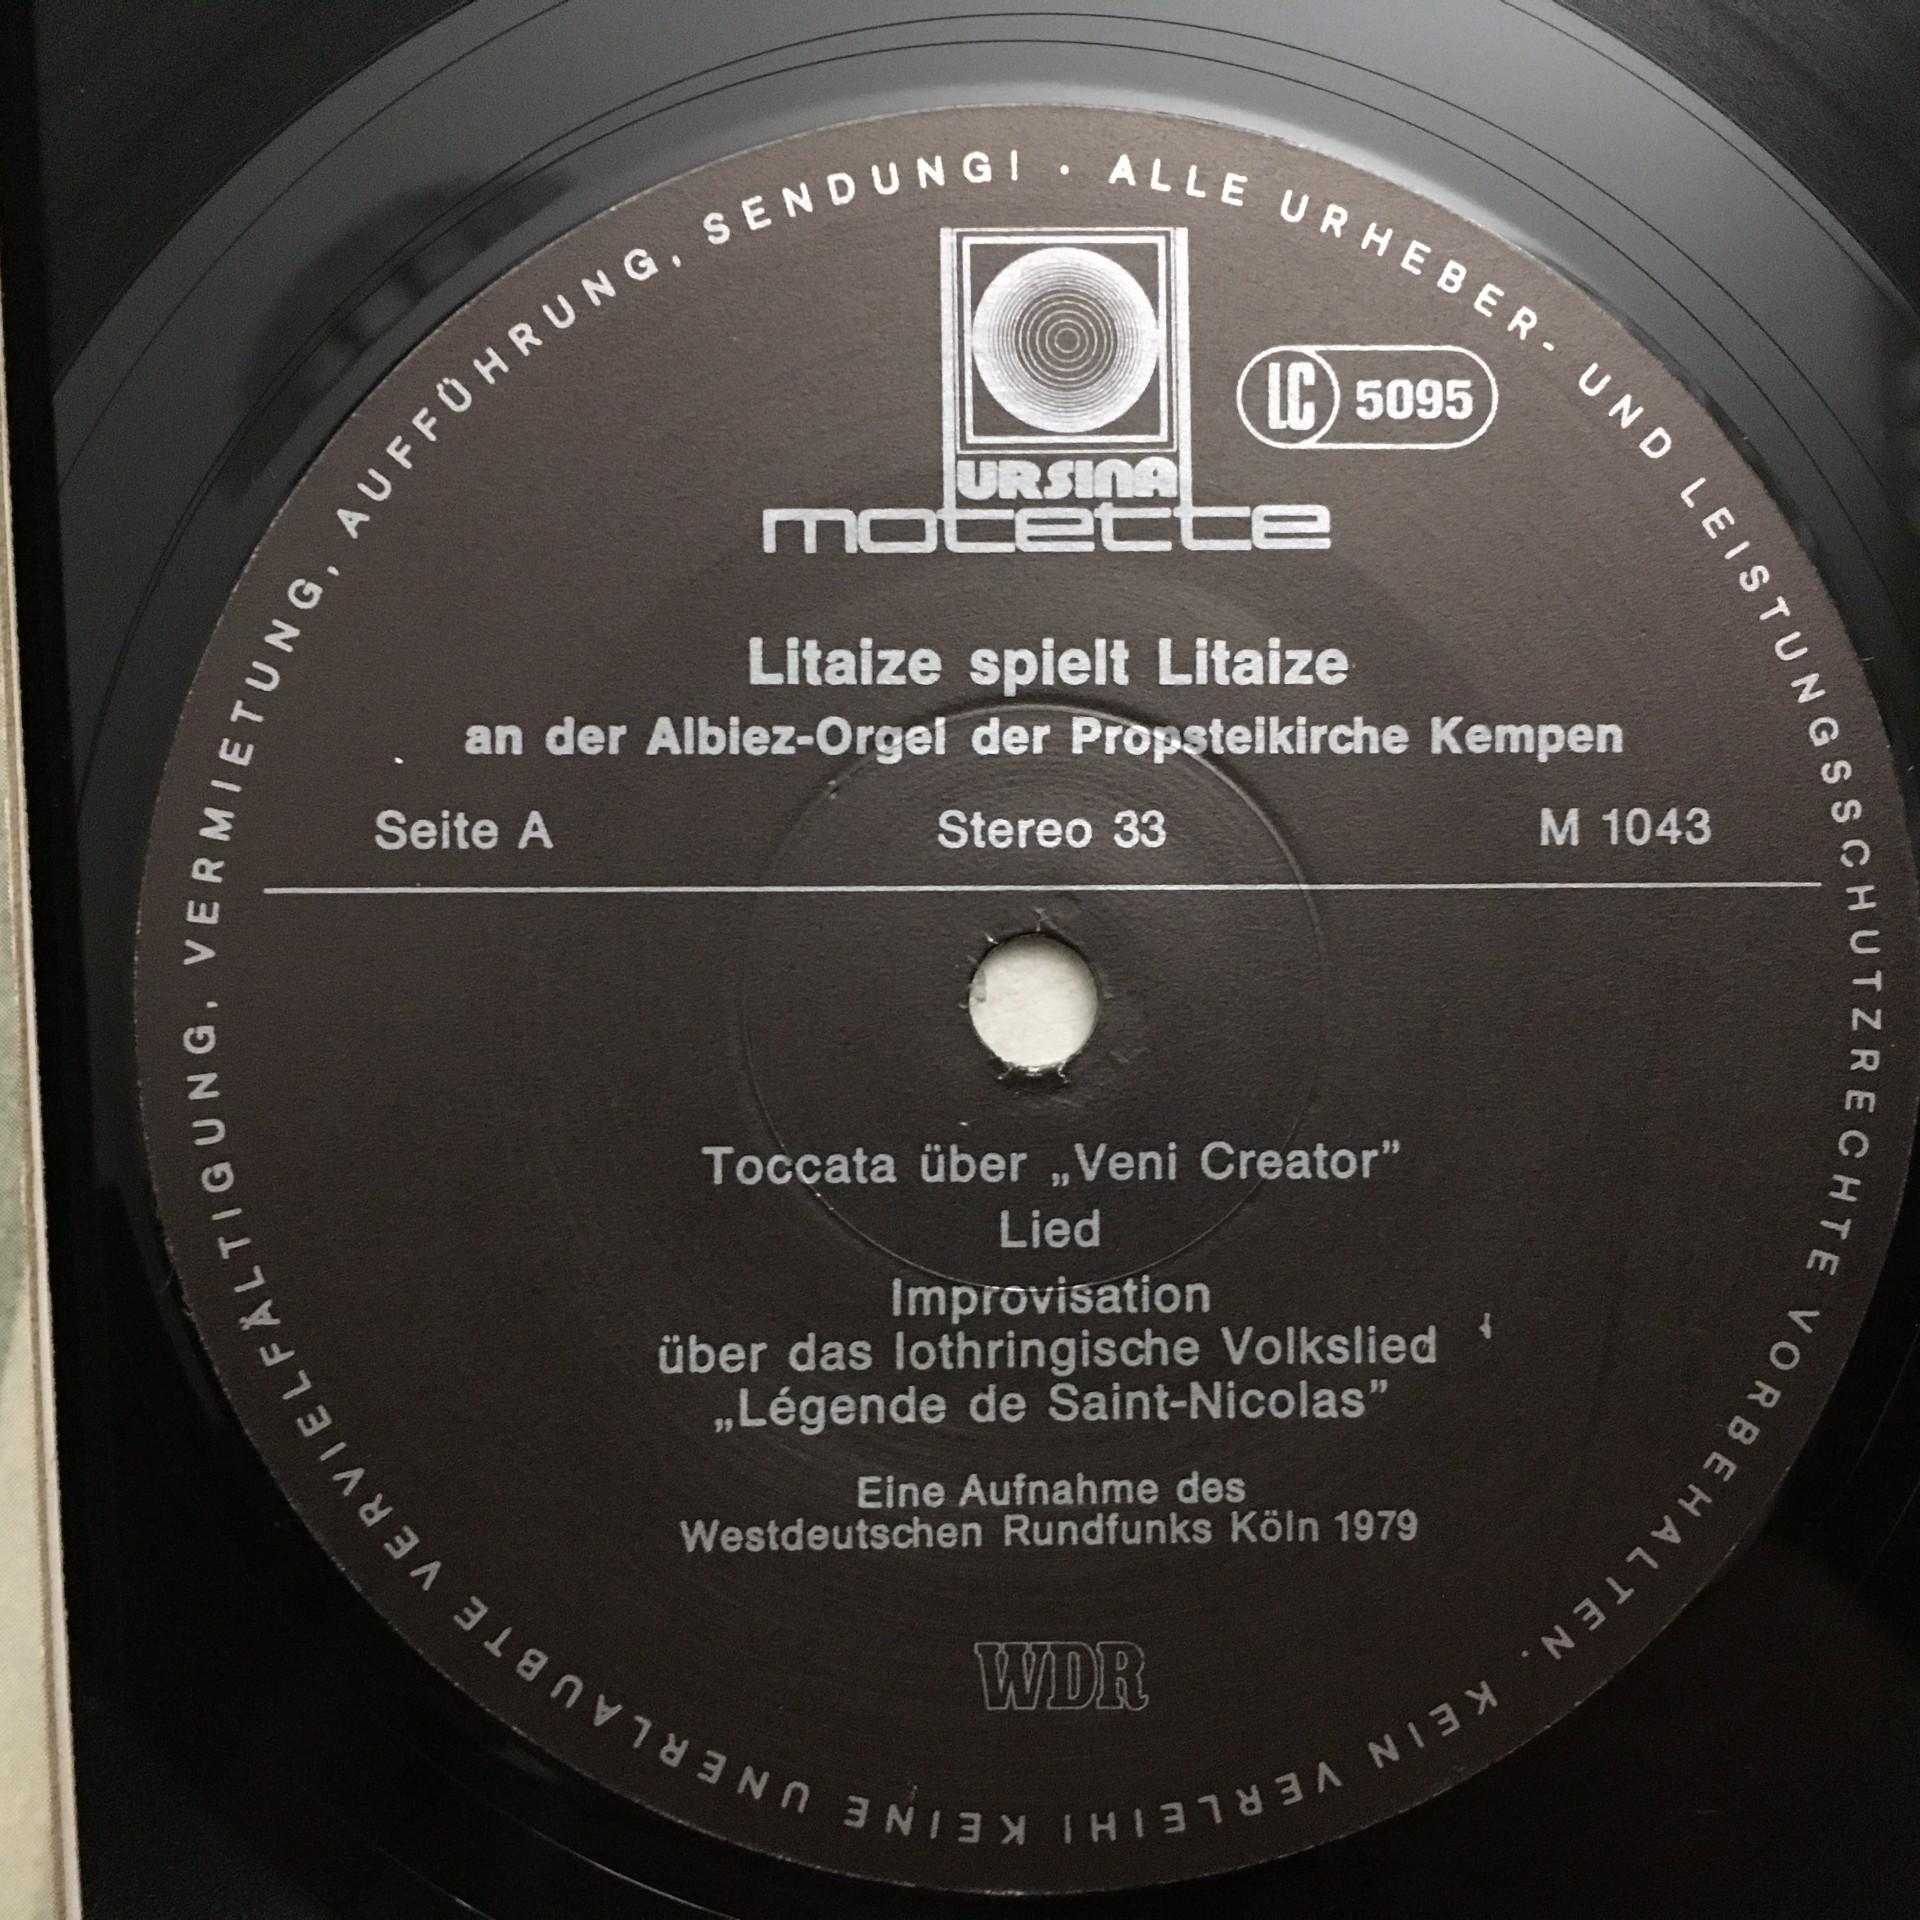 ALLE URHEBER- UND LEISTUNGSSCHUTZRECHTE VORBEHALTEN. KEIN VERLEIH! KEINE UNERLAUBTE VERVIELFÄLTIGUNG, VERMIETUNG, AUFFÜHRUNG, SENDUNG! ·
LC 5095
URSINA
motette
Litaize spielt Litaize
an der Albiez-Orgel der Propsteikirche Kempen
Seite A Stereo 33 M 1043
Toccata über „Veni Creator”
Lied
Improvisation
über das lothringische Volkslied
„Légende de Saint-Nicolas”
Eine Aufnahme des
Westdeutschen Rundfunks Köln 1979
WDR